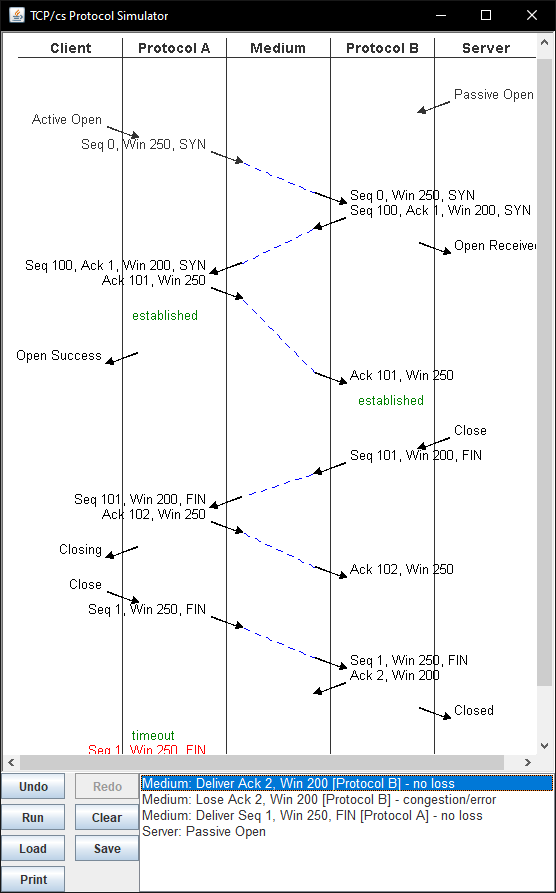 TCP/cs Protocol Simulator
Client Protocol A Medium Protocol B Server
Passive Open
Active Open
Seq 0, Win 250, SYN
Seq 0, Win 250, SYN
Seq 100, Ack 1, Win 200, SYN
Open Received
Seq 100, Ack 1, Win 200, SYN
Ack 101, Win 250
established
Open Success
Ack 101, Win 250
established
Close
Seq 101, Win 200, FIN
Seq 101, Win 200, FIN
Ack 102, Win 250
Closing
Ack 102, Win 250
Close
Seq 1, Win 250, FIN
Seq 1, Win 250, FIN
Ack 2, Win 200
Closed
timeout
Seq 1, Win 250, FIN
Undo Redo
Run Clear
Load Save
Print
Medium: Deliver Ack 2, Win 200 [Protocol B] - no loss
Medium: Lose Ack 2, Win 200 [Protocol B] - congestion/error
Medium: Deliver Seq 1, Win 250, FIN [Protocol A] - no loss
Server: Passive Open